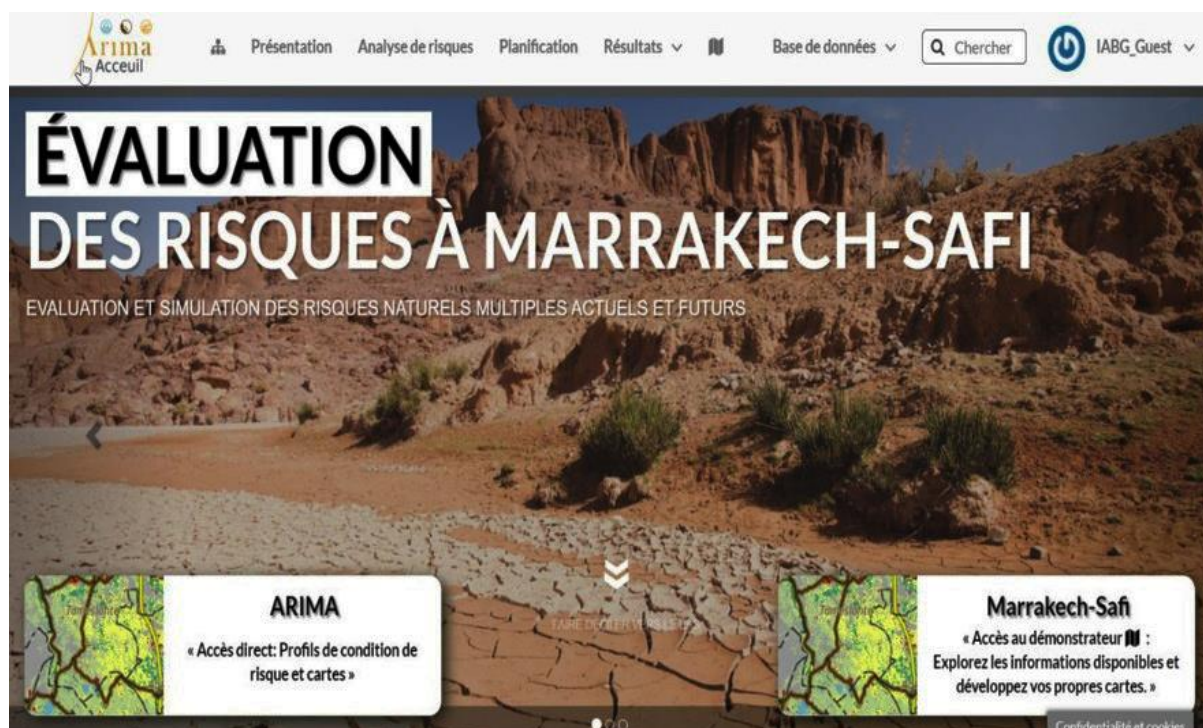 Arima
Acceuil
Présentation
Analyse de risques
Planification
Résultats
Base de données
Chercher
IABG_Guest
ÉVALUATION
DES RISQUES À MARRAKECH-SAFI
EVALUATION ET SIMULATION DES RISQUES NATURELS MULTIPLES ACTUELS ET FUTURS
ARIMA
« Accès direct: Profils de condition de
risque et cartes »
Marrakech-Safi
« Accès au démonstrateur :
Explorez les informations disponibles et
développez vos propres cartes. »
Confidentialité et cookies